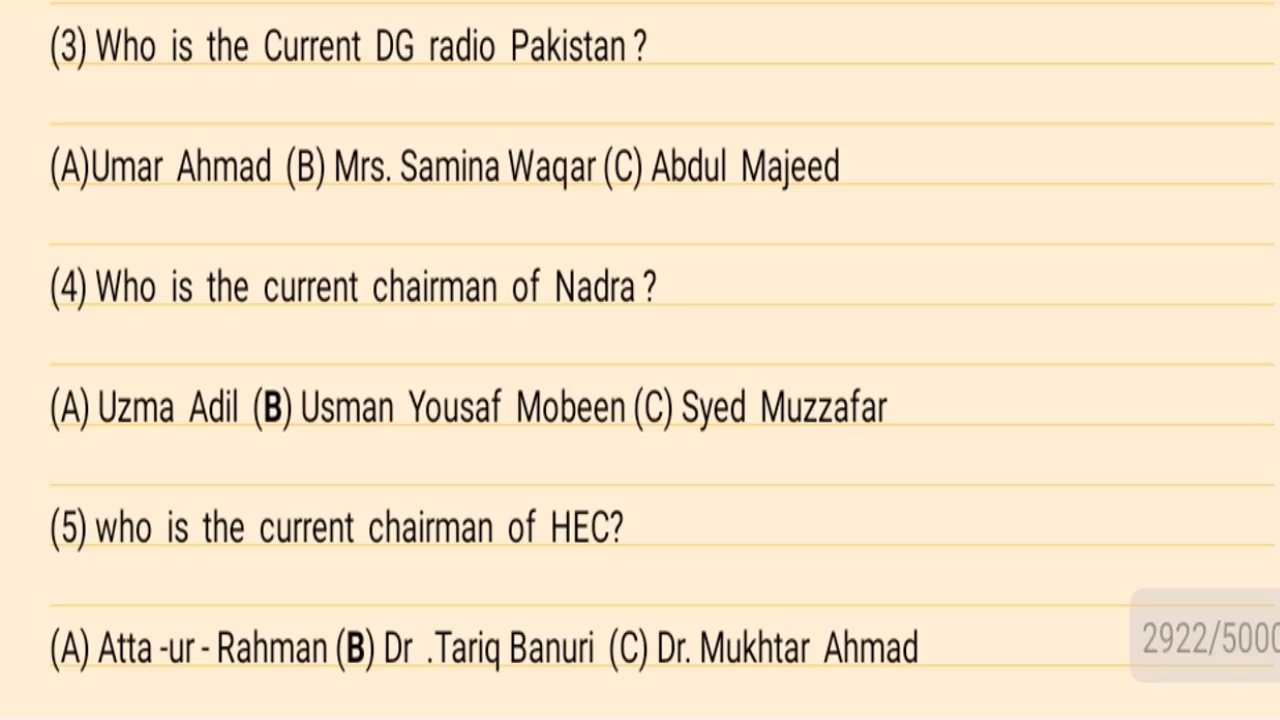 (3) Who is the Current DG radio Pakistan ?
(A)Umar Ahmad (B) Mrs. Samina Waqar (C) Abdul Majeed
(4) Who is the current chairman of Nadra ?
(A) Uzma Adil (B) Usman Yousaf Mobeen (C) Syed Muzzafar
(5) who is the current chairman of HEC?
(A) Atta -ur - Rahman (B) Dr .Tariq Banuri (C) Dr. Mukhtar Ahmad
2922/5000